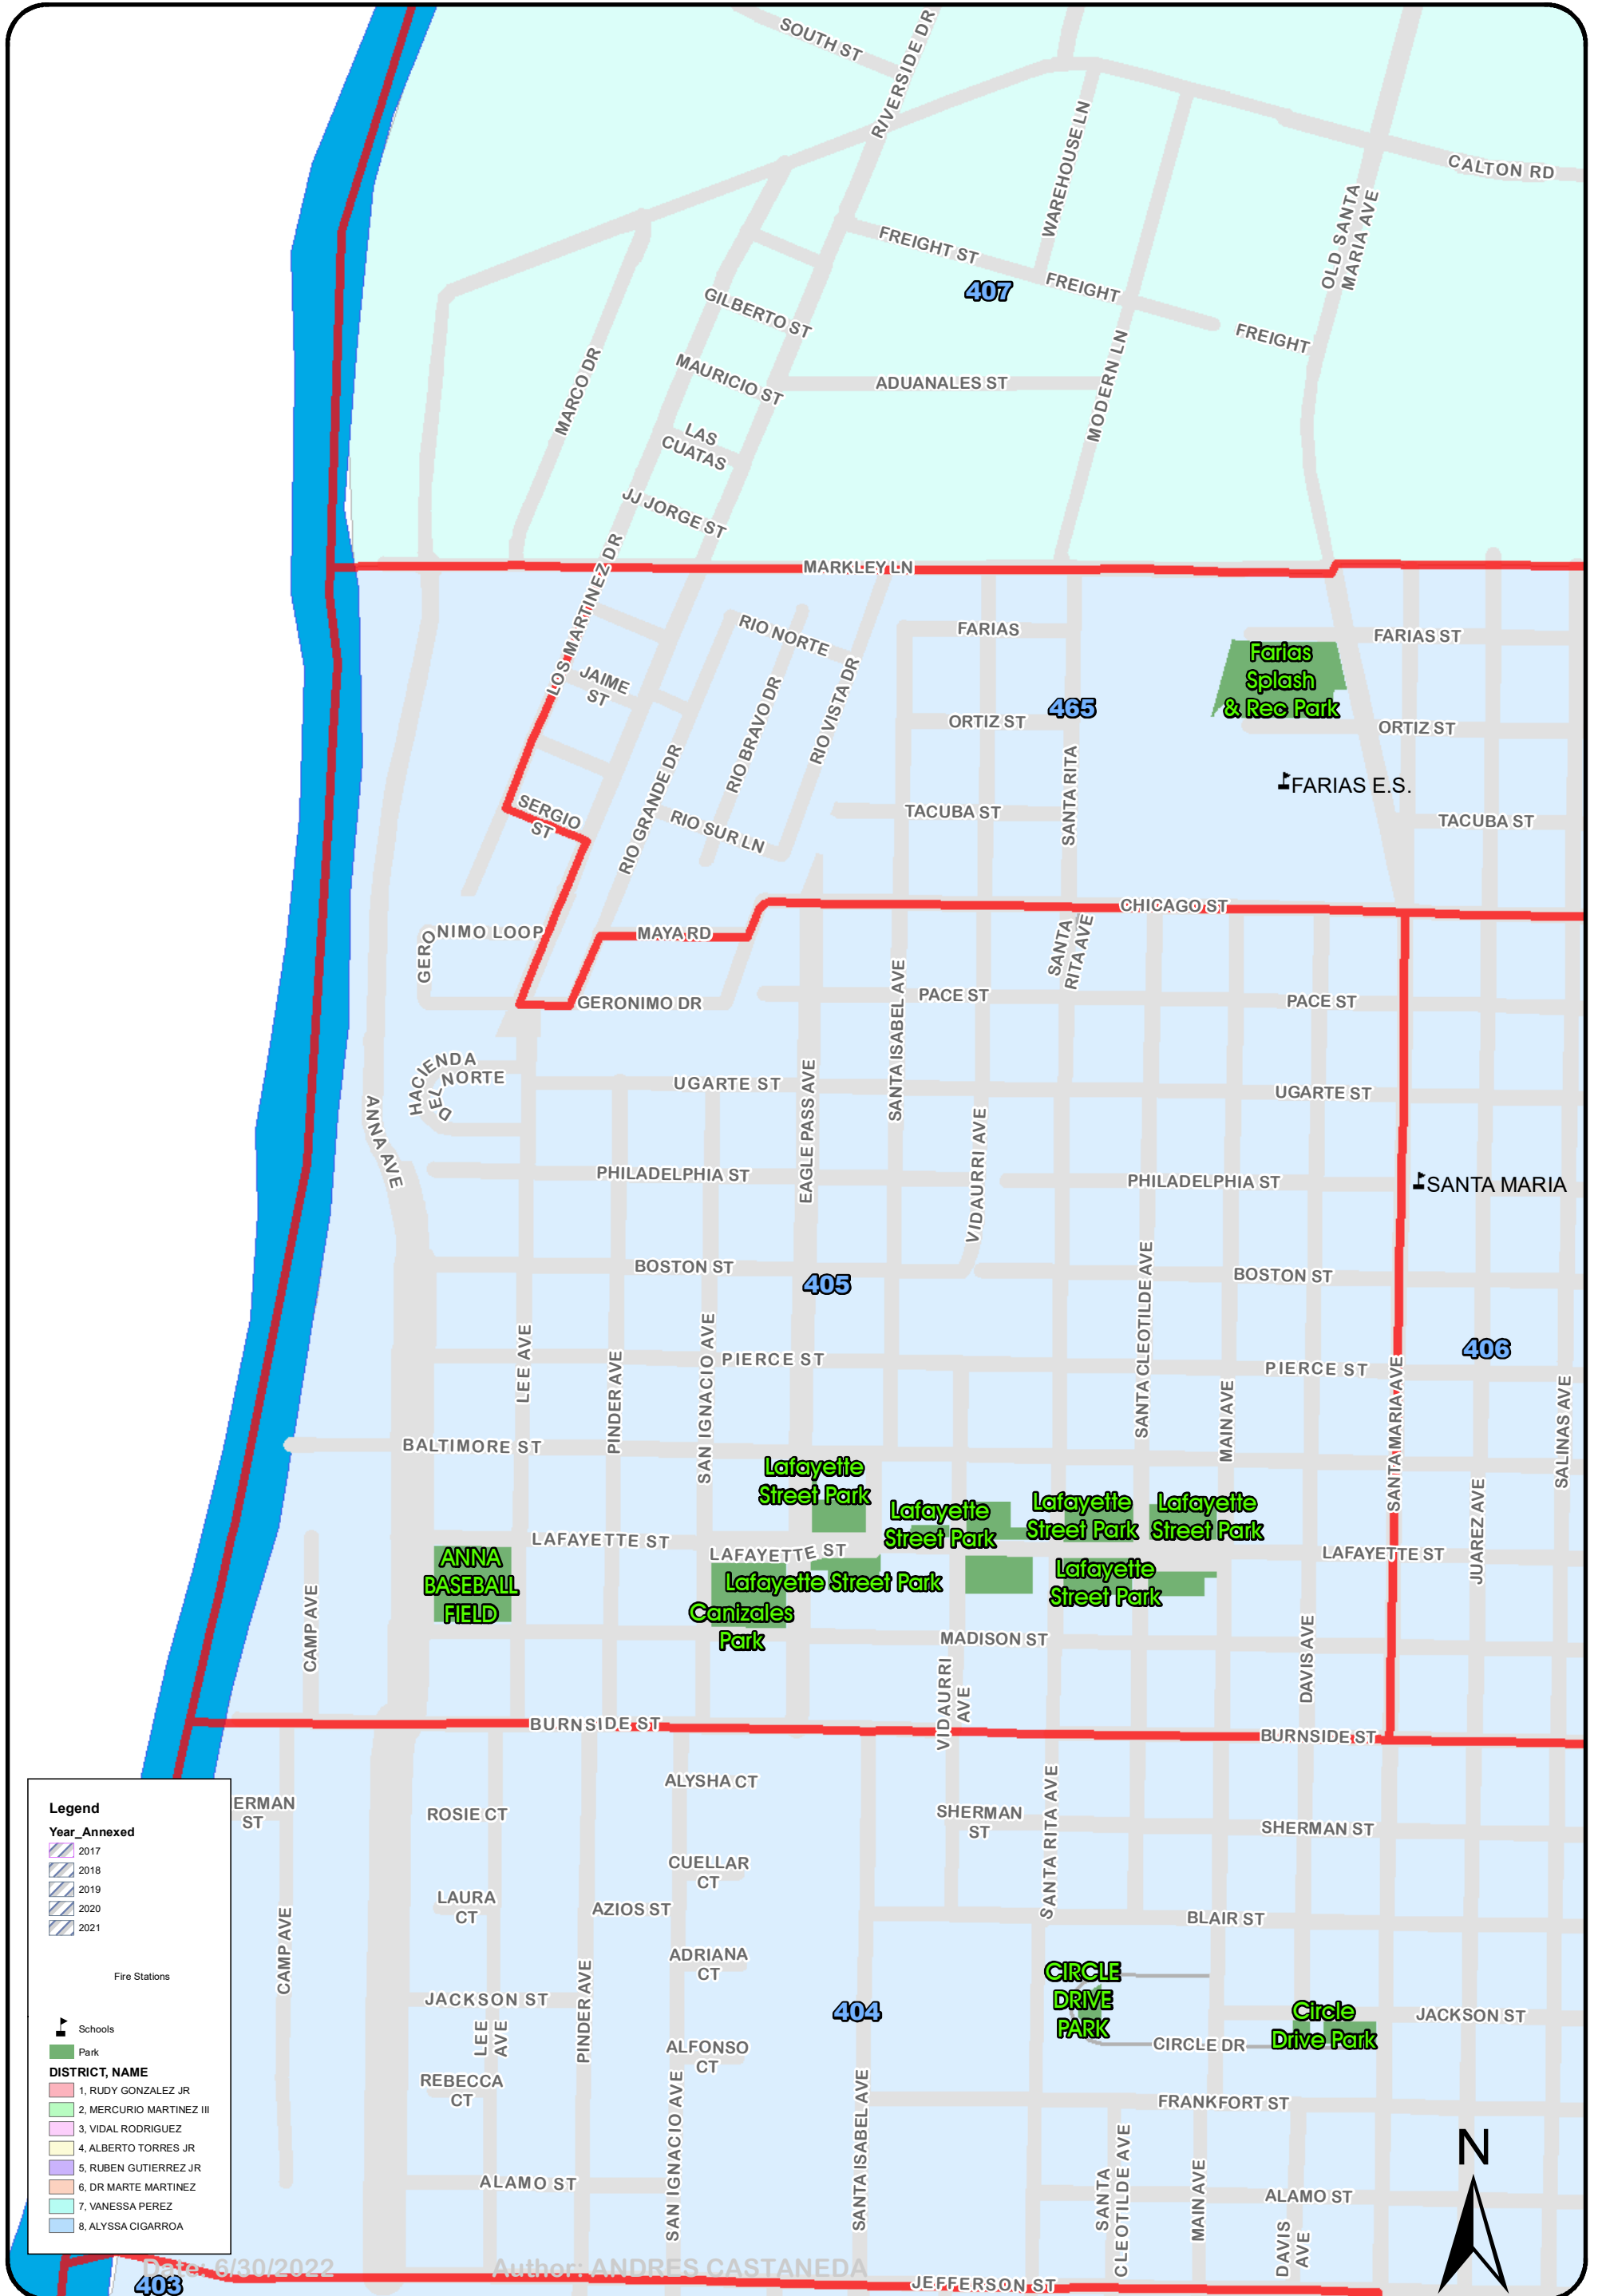 SOUTH ST
RIVERSIDE DR
WAREHOUSE LN
CALTON RD
OLD SANTA
MARIA AVE
FREIGHT ST
FREIGHT
FREIGHT
407
GILBERTO ST
MAURICIO ST
ADUANALES ST
MODERN LN
MARCO DR
LAS
CUATAS
JJ JORGE ST
LOS MARTINEZ DR
MARKLEY LN
RIO NORTE
FARIAS
FARIAS ST
Farias
Splash
& Rec Park
JAIME
ST
RIO BRAVO DR
RIO VISTA DR
465
ORTIZ ST
ORTIZ ST
RIO GRANDE DR
SANTA RITA
FARIAS E.S.
SERGIO
ST
RIO SUR LN
TACUBA ST
TACUBA ST
CHICAGO ST
GERO
NIMO LOOP
MAYA RD
SANTA
RITA AVE
GERONIMO DR
SANTA ISABEL AVE
PACE ST
PACE ST
HACIENDA
DEL NORTE
UGARTE ST
UGARTE ST
ANNA AVE
EAGLE PASS AVE
VIDAURRI AVE
PHILADELPHIA ST
PHILADELPHIA ST
SANTA MARIA
BOSTON ST
BOSTON ST
405
SANTA CLEOTILDE AVE
406
LEE AVE
PINDER AVE
SAN IGNACIO AVE
PIERCE ST
PIERCE ST
MAIN AVE
SANTA MARIA AVE
SALINAS AVE
BALTIMORE ST
Lafayette
Street Park
Lafayette
Street Park
Lafayette
Street Park
Lafayette
Street Park
JUAREZ AVE
LAFAYETTE ST
LAFAYETTE ST
LAFAYETTE ST
ANNA
BASEBALL
FIELD
Lafayette Street Park
Lafayette
Street Park
Canizales
Park
CAMP AVE
MADISON ST
DAVIS AVE
VIDAURRI
AVE
BURNSIDE ST
BURNSIDE ST
ALYSHA CT
ERMAN
ST
ROSIE CT
SHERMAN
ST
SHERMAN ST
SANTA RITA AVE
CUELLAR
CT
LAURA
CT
AZIOS ST
BLAIR ST
CAMP AVE
ADRIANA
CT
PINDER AVE
CIRCLE
DRIVE
PARK
JACKSON ST
404
Circle
Drive Park
JACKSON ST
LEE
AVE
ALFONSO
CT
CIRCLE DR
REBECCA
CT
SAN IGNACIO AVE
SANTA ISABEL AVE
FRANKFORT ST
SANTA
CLEOTILDE AVE
MAIN AVE
ALAMO ST
ALAMO ST
DAVIS
AVE
N
Legend
Year_Annexed
2017
2018
2019
2020
2021
Fire Stations
Schools
Park
DISTRICT, NAME
1, RUDY GONZALEZ JR
2, MERCURIO MARTINEZ III
3, VIDAL RODRIGUEZ
4, ALBERTO TORRES JR
5, RUBEN GUTIERREZ JR
6, DR MARTE MARTINEZ
7, VANESSA PEREZ
8, ALYSSA CIGARROA
Date: 6/30/2022
Author: ANDRES CASTANEDA
403
JEFFERSON ST